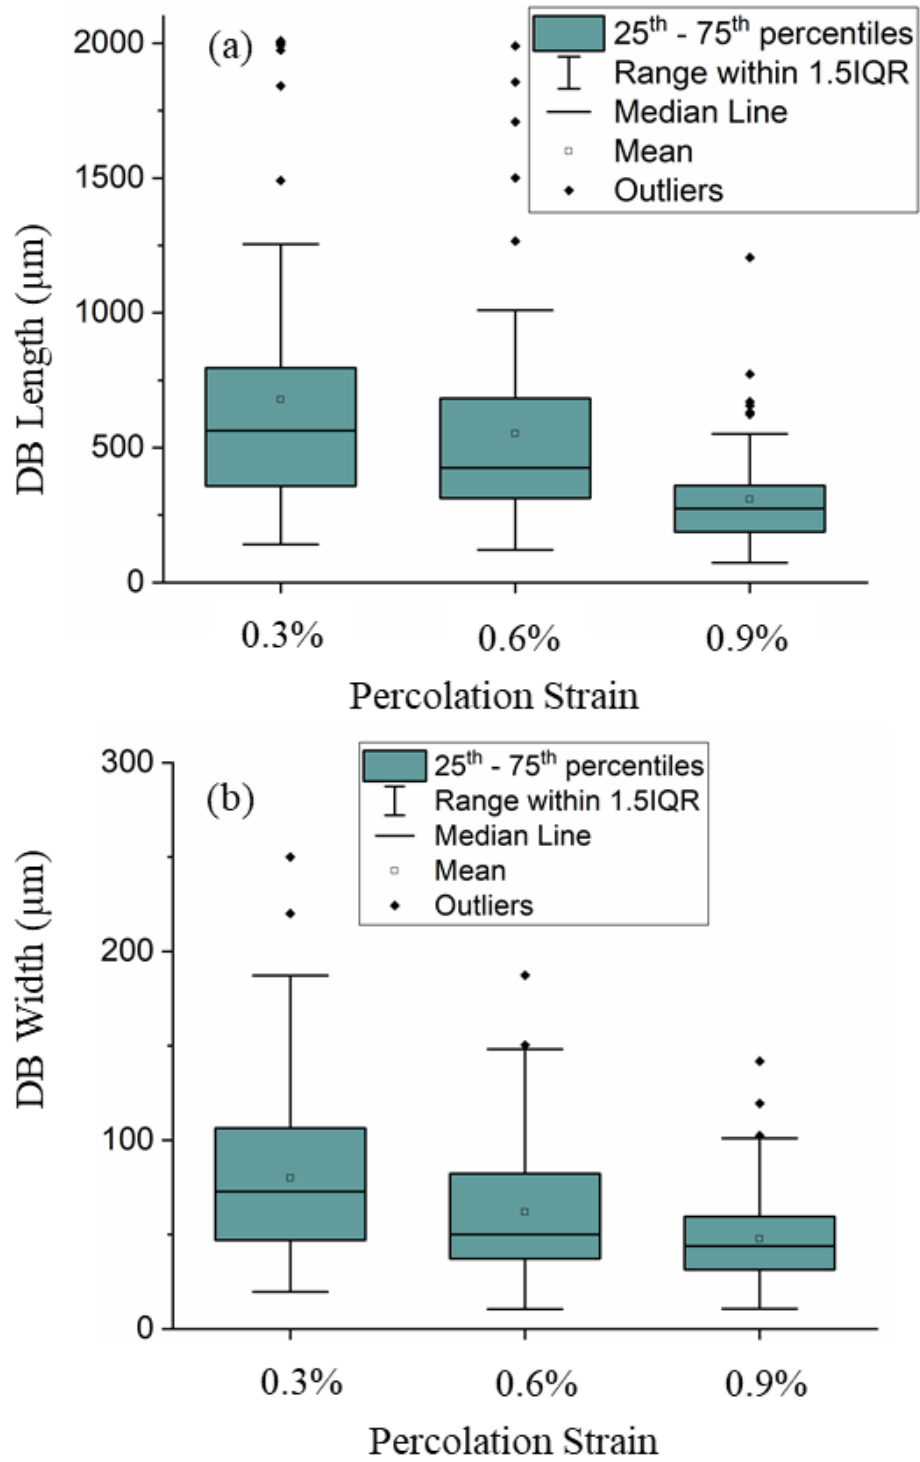 (a)
25th - 75th percentiles
Range within 1.5IQR
Median Line
Mean
Outliers
2000
1500
1000
500
0
DB Length (μm)
0.3% 0.6% 0.9%
Percolation Strain
(b)
25th - 75th percentiles
Range within 1.5IQR
Median Line
Mean
Outliers
300
200
100
0
DB Width (μm)
0.3% 0.6% 0.9%
Percolation Strain